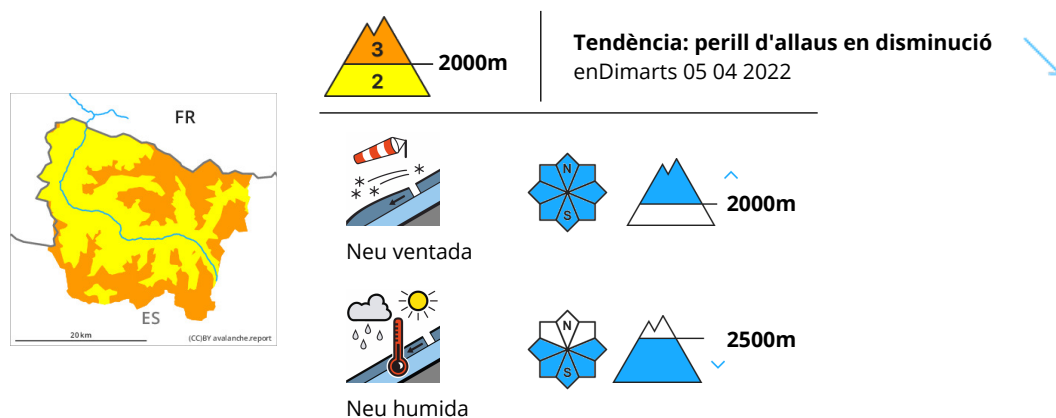 3
2
2000m
Tendència: perill d'allaus en disminució
enDimarts 05 04 2022
FR
ES
20 km
(CC)BY avalanche.report
N
S
2000m
Neu ventada
N
S
2500m
Neu humida